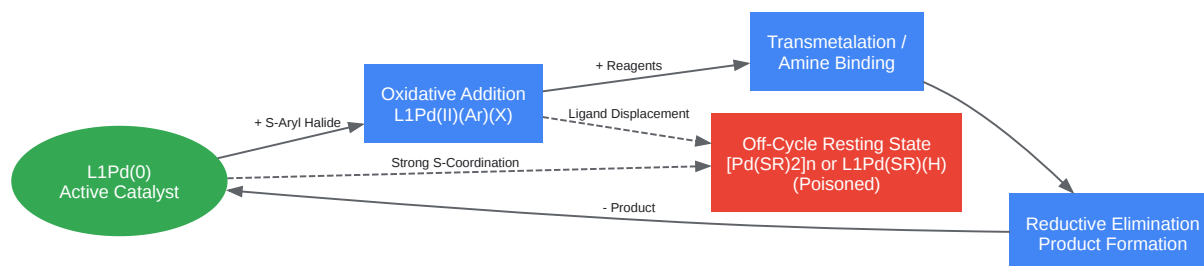 L1Pd(0)
Active Catalyst
+ S-Aryl Halide
Oxidative Addition
L1Pd(II)(Ar)(X)
+ Reagents
Transmetalation /
Amine Binding
Ligand Displacement
Strong S-Coordination
Off-Cycle Resting State
[Pd(SR)2]n or L1Pd(SR)(H)
(Poisoned)
- Product
Reductive Elimination
Product Formation